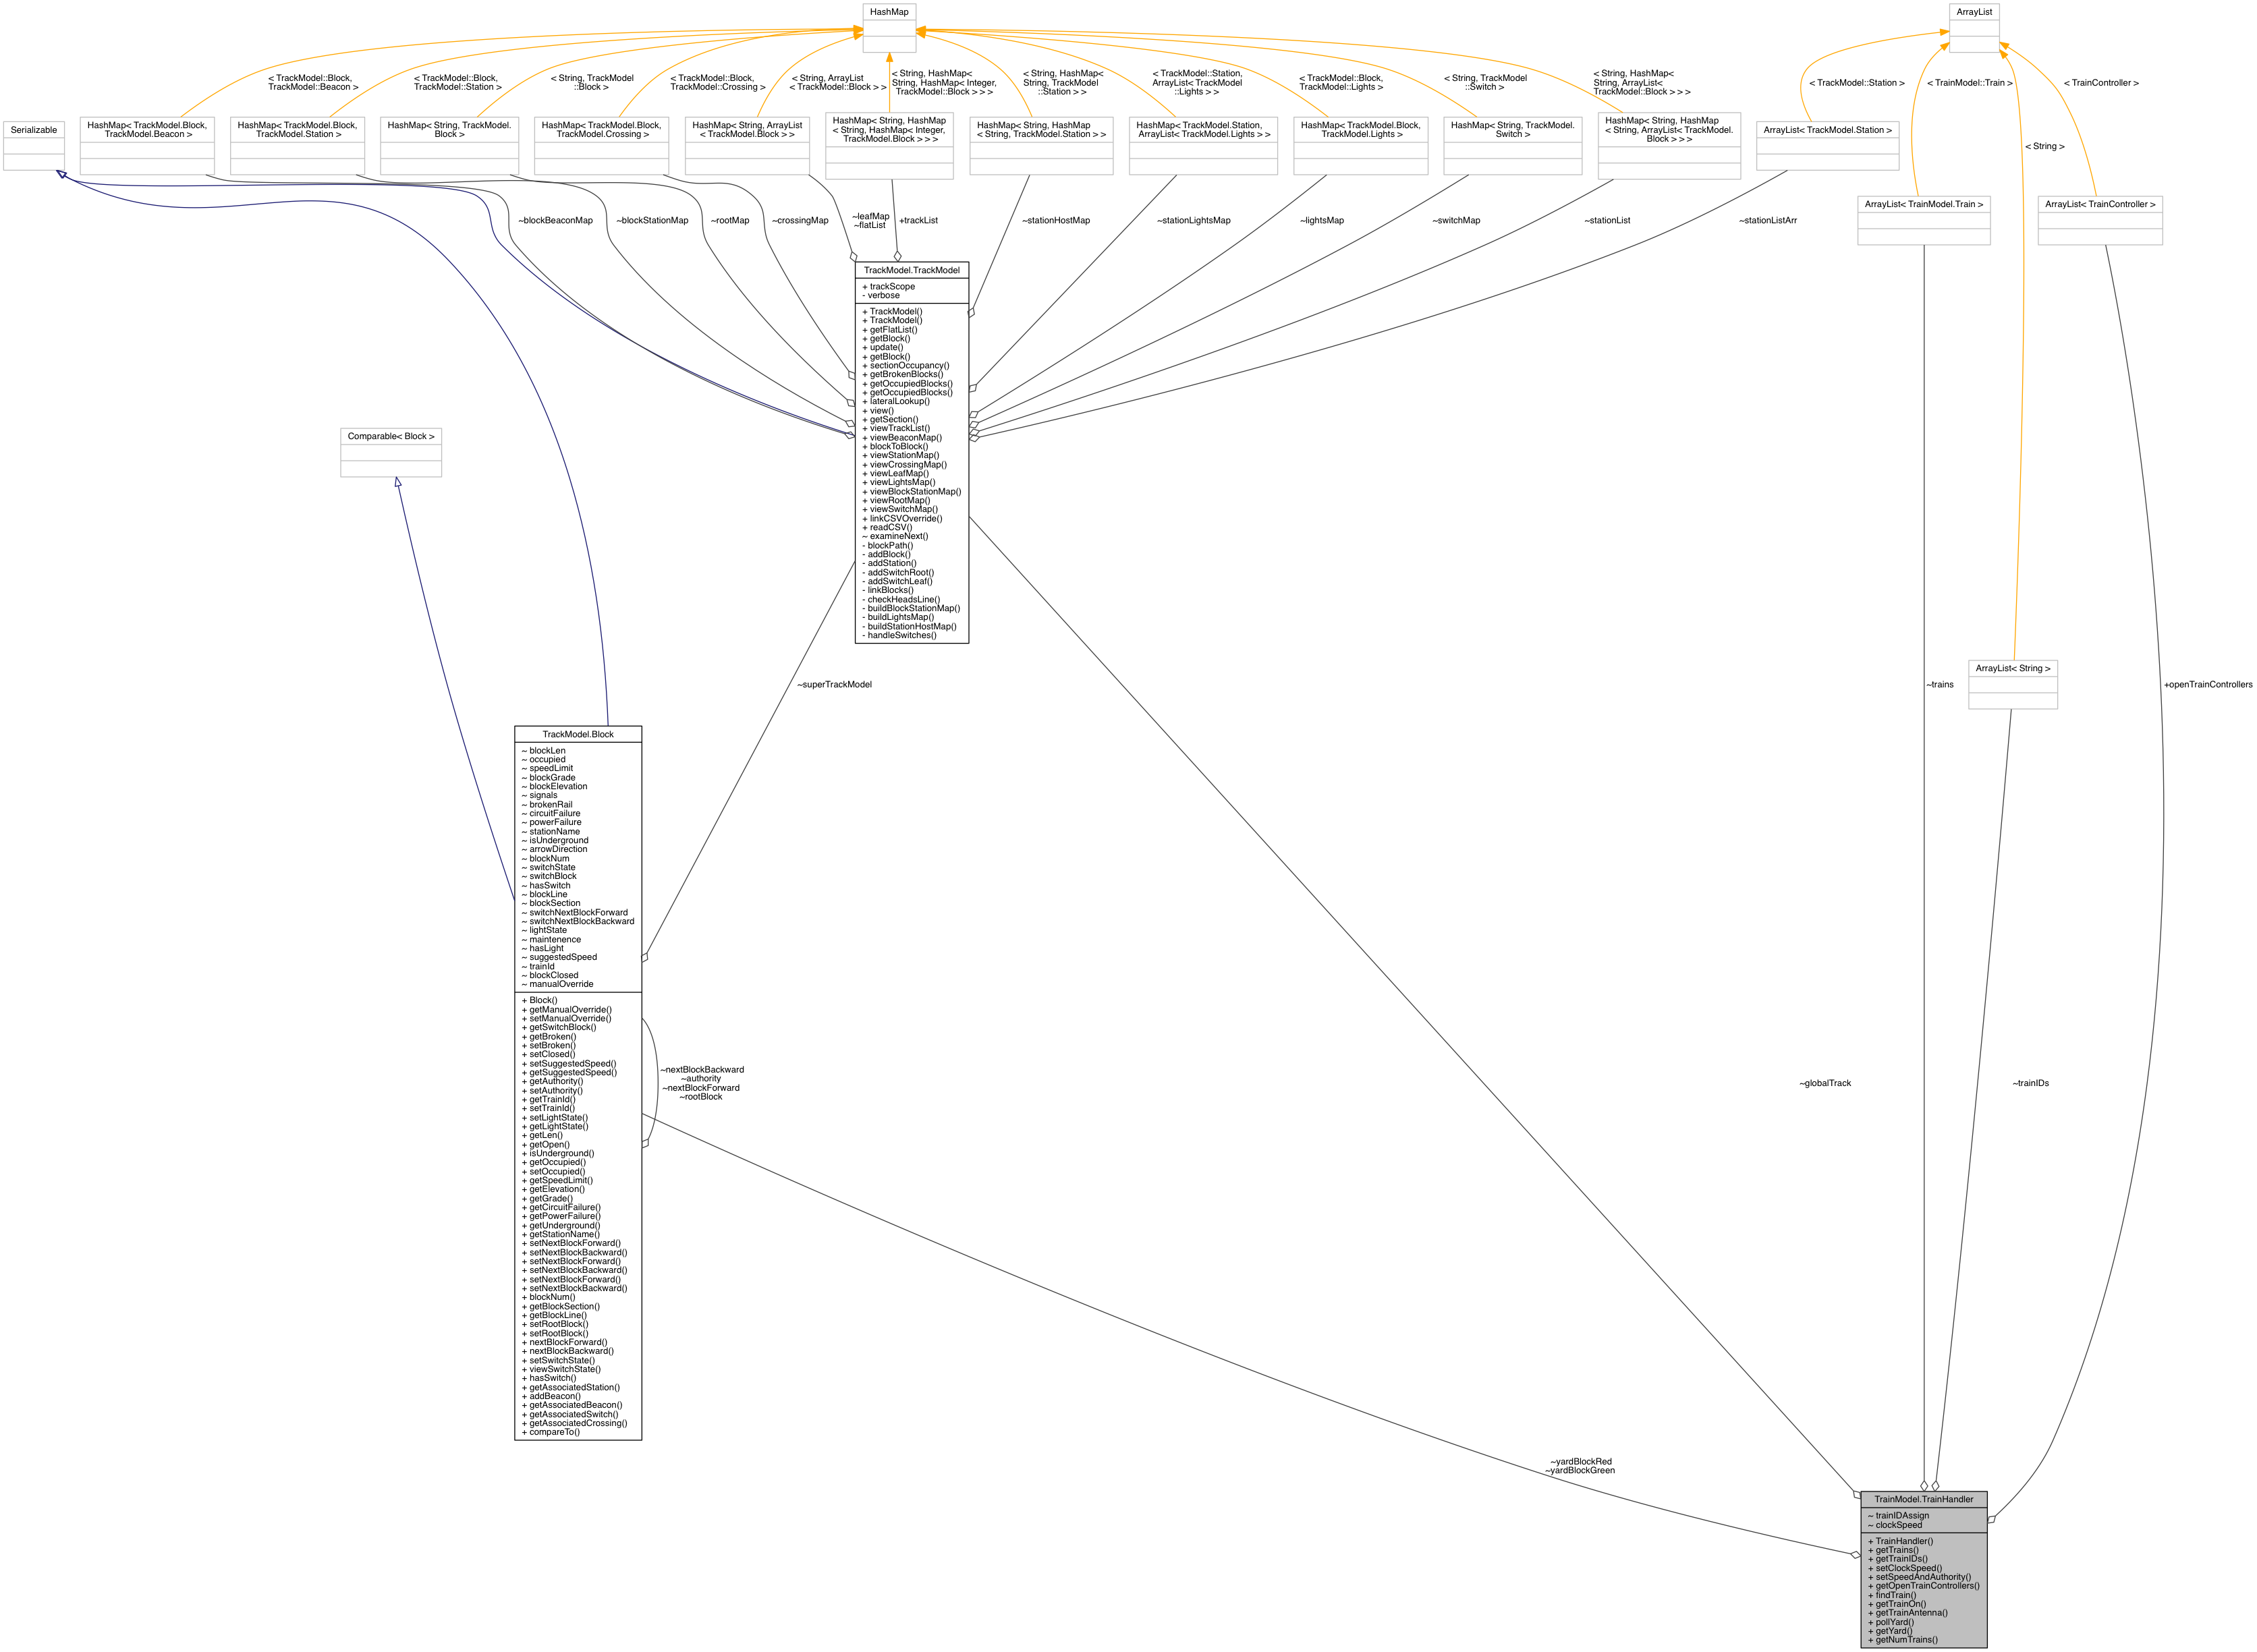 HashMap
ArrayList
< TrackModel::Block,
TrackModel::Beacon >
< TrackModel::Block,
TrackModel::Station >
< String, TrackModel
::Block >
< TrackModel::Block,
TrackModel::Crossing >
< String, ArrayList
< TrackModel::Block > >
< String, HashMap<
String, HashMap< Integer,
TrackModel::Block > > >
< String, HashMap<
String, TrackModel
::Station > >
< TrackModel::Station,
ArrayList< TrackModel
::Lights > >
< TrackModel::Block,
TrackModel::Lights >
< String, TrackModel
::Switch >
< String, HashMap<
String, ArrayList<
TrackModel::Block > > >
< TrackModel::Station >
< TrainModel::Train >
< TrainController >
< String >
Serializable
HashMap< TrackModel.Block,
TrackModel.Beacon >
HashMap< TrackModel.Block,
TrackModel.Station >
HashMap< String, TrackModel.
Block >
HashMap< TrackModel.Block,
TrackModel.Crossing >
HashMap< String, ArrayList
< TrackModel.Block > >
HashMap< String, HashMap
< String, HashMap< Integer,
TrackModel.Block > > >
HashMap< String, HashMap
< String, TrackModel.Station > >
HashMap< TrackModel.Station,
ArrayList< TrackModel.Lights > >
HashMap< TrackModel.Block,
TrackModel.Lights >
HashMap< String, TrackModel.
Switch >
HashMap< String, HashMap
< String, ArrayList< TrackModel.
Block > > >
ArrayList< TrackModel.Station >
ArrayList< TrainModel.Train >
ArrayList< TrainController >
~blockBeaconMap
~blockStationMap
~rootMap
~crossingMap
~leafMap
~flatList
+trackList
~stationHostMap
~stationLightsMap
~lightsMap
~switchMap
~stationList
~stationListArr
TrackModel.TrackModel
+ trackScope
- verbose
+ TrackModel()
+ TrackModel()
+ getFlatList()
+ getBlock()
+ update()
+ getBlock()
+ sectionOccupancy()
+ getBrokenBlocks()
+ getOccupiedBlocks()
+ getOccupiedBlocks()
+ lateralLookup()
+ view()
+ getSection()
+ viewTrackList()
+ viewBeaconMap()
+ blockToBlock()
+ viewStationMap()
+ viewCrossingMap()
+ viewLeafMap()
+ viewLightsMap()
+ viewBlockStationMap()
+ viewRootMap()
+ viewSwitchMap()
+ linkCSVOverride()
+ readCSV()
~ examineNext()
- blockPath()
- addBlock()
- addStation()
- addSwitchRoot()
- addSwitchLeaf()
- linkBlocks()
- checkHeadsLine()
- buildBlockStationMap()
- buildLightsMap()
- buildStationHostMap()
- handleSwitches()
Comparable< Block >
ArrayList< String >
~superTrackModel
~trains
+openTrainControllers
TrackModel.Block
~ blockLen
~ occupied
~ speedLimit
~ blockGrade
~ blockElevation
~ signals
~ brokenRail
~ circuitFailure
~ powerFailure
~ stationName
~ isUnderground
~ arrowDirection
~ blockNum
~ switchState
~ switchBlock
~ hasSwitch
~ blockLine
~ blockSection
~ switchNextBlockForward
~ switchNextBlockBackward
~ lightState
~ maintenence
~ hasLight
~ suggestedSpeed
~ trainId
~ blockClosed
~ manualOverride
+ Block()
+ getManualOverride()
+ setManualOverride()
+ getSwitchBlock()
+ getBroken()
+ setBroken()
+ setClosed()
+ setSuggestedSpeed()
+ getSuggestedSpeed()
+ getAuthority()
+ setAuthority()
+ getTrainId()
+ setTrainId()
+ setLightState()
+ getLightState()
+ getLen()
+ getOpen()
+ isUnderground()
+ getOccupied()
+ setOccupied()
+ getSpeedLimit()
+ getElevation()
+ getGrade()
+ getCircuitFailure()
+ getPowerFailure()
+ getUnderground()
+ getStationName()
+ setNextBlockForward()
+ setNextBlockBackward()
+ setNextBlockForward()
+ setNextBlockBackward()
+ setNextBlockForward()
+ setNextBlockBackward()
+ blockNum()
+ getBlockSection()
+ getBlockLine()
+ setRootBlock()
+ setRootBlock()
+ nextBlockForward()
+ nextBlockBackward()
+ setSwitchState()
+ viewSwitchState()
+ hasSwitch()
+ getAssociatedStation()
+ addBeacon()
+ getAssociatedBeacon()
+ getAssociatedSwitch()
+ getAssociatedCrossing()
+ compareTo()
~nextBlockBackward
~authority
~nextBlockForward
~rootBlock
~globalTrack
~trainIDs
~yardBlockRed
~yardBlockGreen
TrainModel.TrainHandler
~ trainIDAssign
~ clockSpeed
+ TrainHandler()
+ getTrains()
+ getTrainIDs()
+ setClockSpeed()
+ setSpeedAndAuthority()
+ getOpenTrainControllers()
+ findTrain()
+ getTrainOn()
+ getTrainAntenna()
+ pollYard()
+ getYard()
+ getNumTrains()